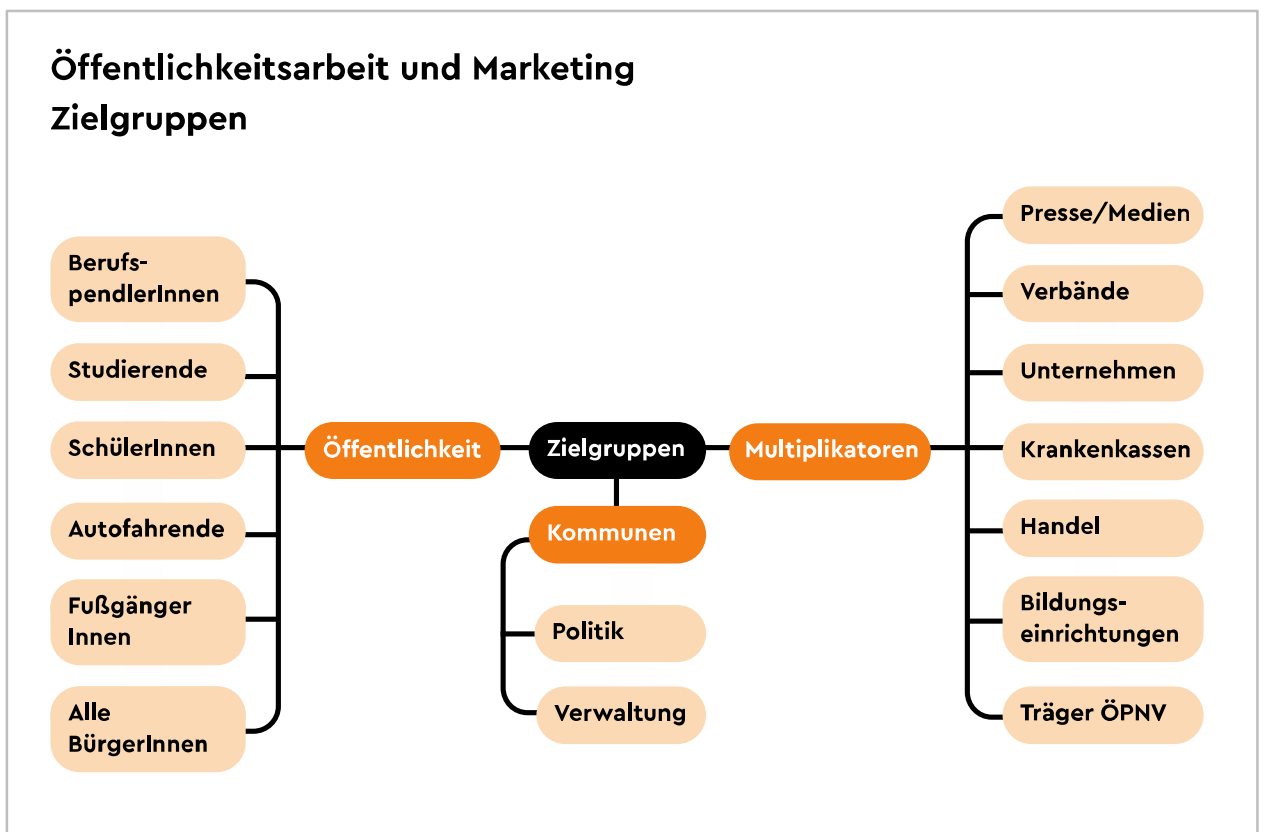 Öffentlichkeitsarbeit und Marketing
Zielgruppen
Berufs-
pendlerInnen
Studierende
SchülerInnen
Autofahrende
Fußgänger
Innen
Alle
BürgerInnen
Öffentlichkeit
Zielgruppen
Multiplikatoren
Kommunen
Politik
Verwaltung
Presse/Medien
Verbände
Unternehmen
Krankenkassen
Handel
Bildungs-
einrichtungen
Träger ÖPNV